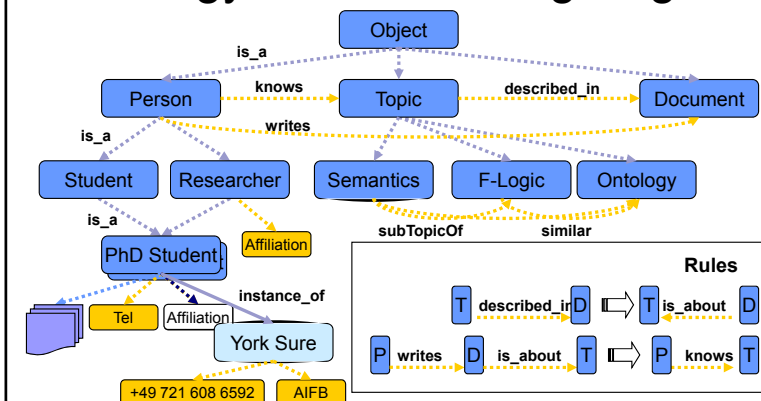 Object
is_a
Person
knows
Topic
described_in
Document
writes
is_a
Student
Researcher
Semantics
F-Logic
Ontology
is_a
subTopicOf
similar
PhD Student
Affiliation
Rules
instance_of
T described_in D T is_about D
Tel
Affiliation
York Sure
P writes D is_about T P knows T
+49 721 608 6592
AIFB